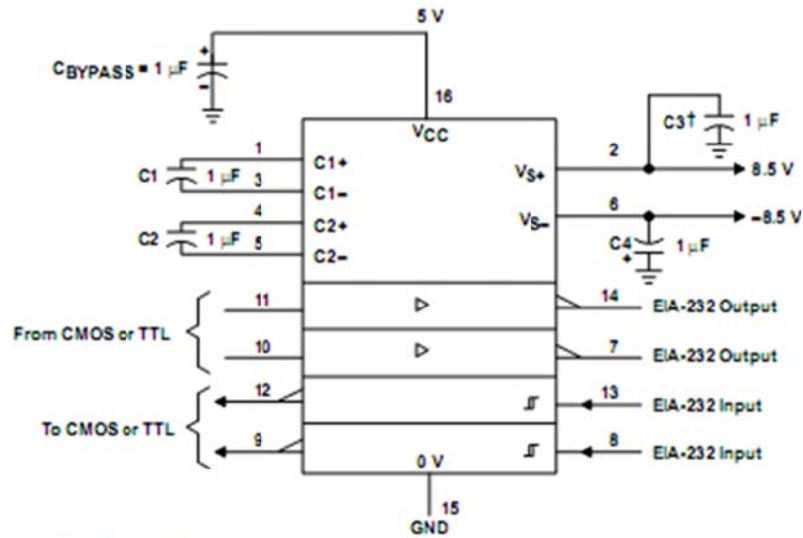 5 V
CBYPASS = 1 µF
+
−
16
VCC
C3†
1 µF
1
C1+
2
VS+
8.5 V
C1
1 µF
3
C1−
4
C2+
6
VS−
−8.5 V
C2
1 µF
5
C2−
C4
+
1 µF
From CMOS or TTL
11
14
EIA-232 Output
10
7
EIA-232 Output
To CMOS or TTL
12
13
EIA-232 Input
9
8
EIA-232 Input
0 V
15
GND